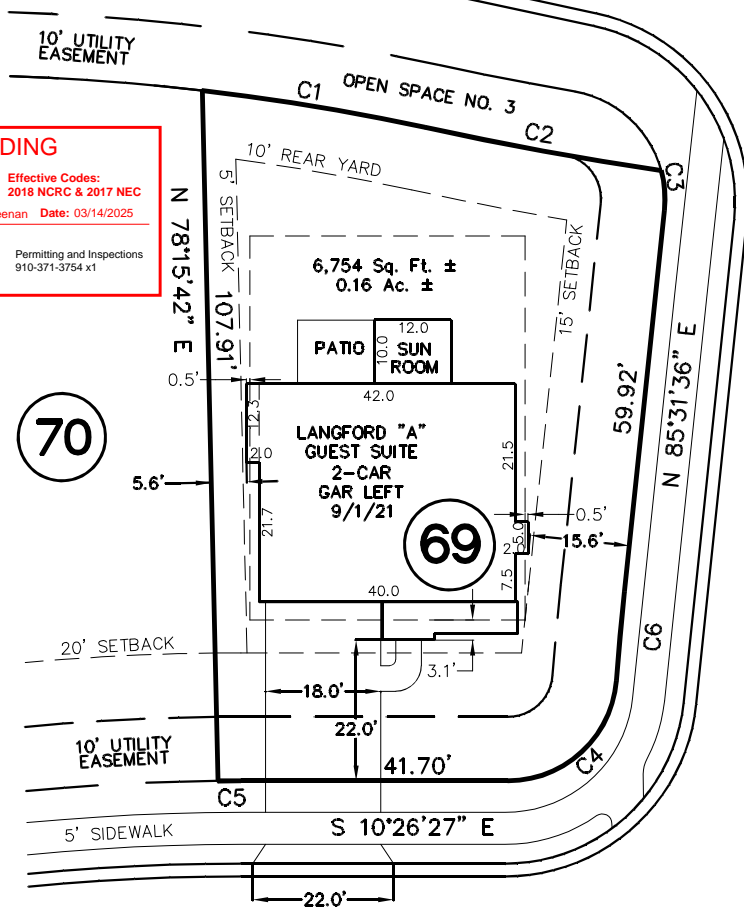 10' UTILITY
EASEMENT
C1
OPEN SPACE NO. 3
C2
C3
DING
Effective Codes:
2018 NCRC & 2017 NEC
eenan Date: 03/14/2025
Permitting and Inspections
910-371-3754 x1
10' REAR YARD
5' SETBACK
N 78°15'42" E
107.91'
15' SETBACK
6,754 Sq. Ft. ±
0.16 Ac. ±
12.0
PATIO
10.0
SUN
ROOM
0.5'
42.0
12.3
59.92'
N 85°31'36" E
70
LANGFORD "A"
GUEST SUITE
2-CAR
GAR LEFT
9/1/21
2.0
21.5
5.6'
21.7
69
0.5'
5.0
2.0
15.6'
7.5
40.0
20' SETBACK
3.1'
C6
18.0'
22.0'
10' UTILITY
EASEMENT
41.70'
C4
C5
5' SIDEWALK
S 10°26'27" E
22.0'